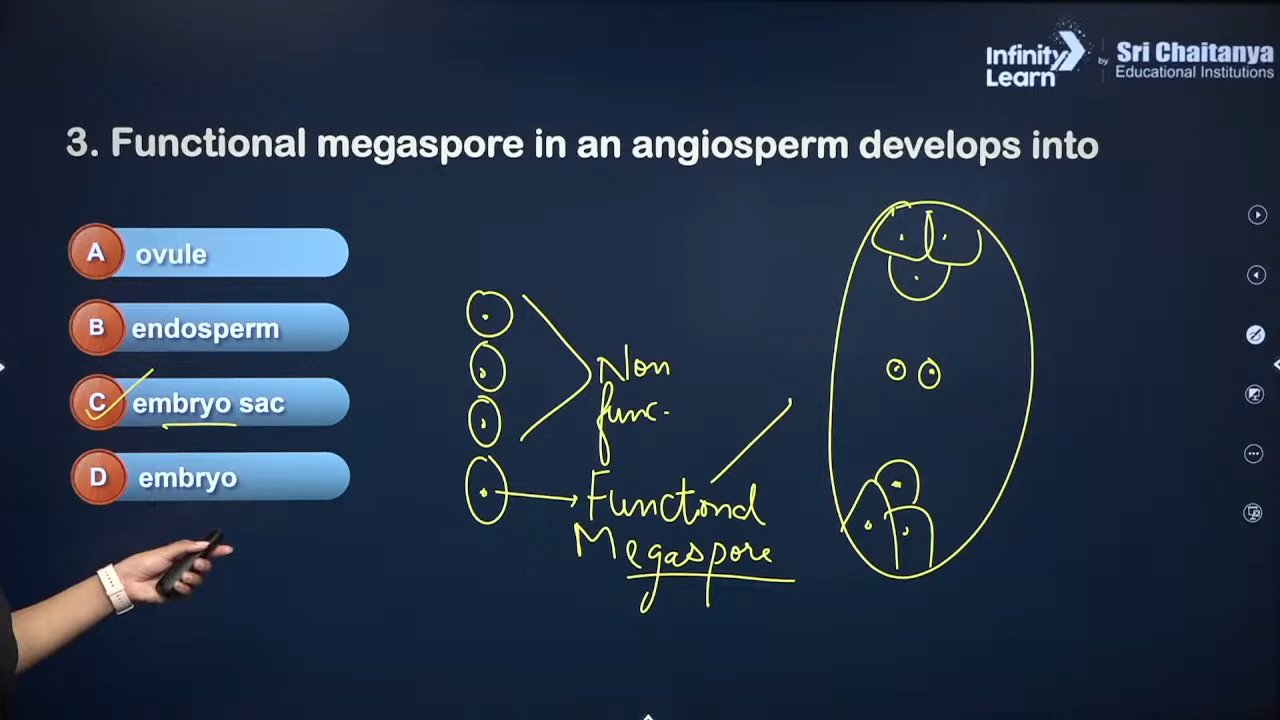 Infinity Learn
by
Sri Chaitanya
Educational Institutions
3. Functional megaspore in an angiosperm develops into
A ovule
B endosperm
C embryo sac
D embryo
Non
func.
Functional
Megaspore